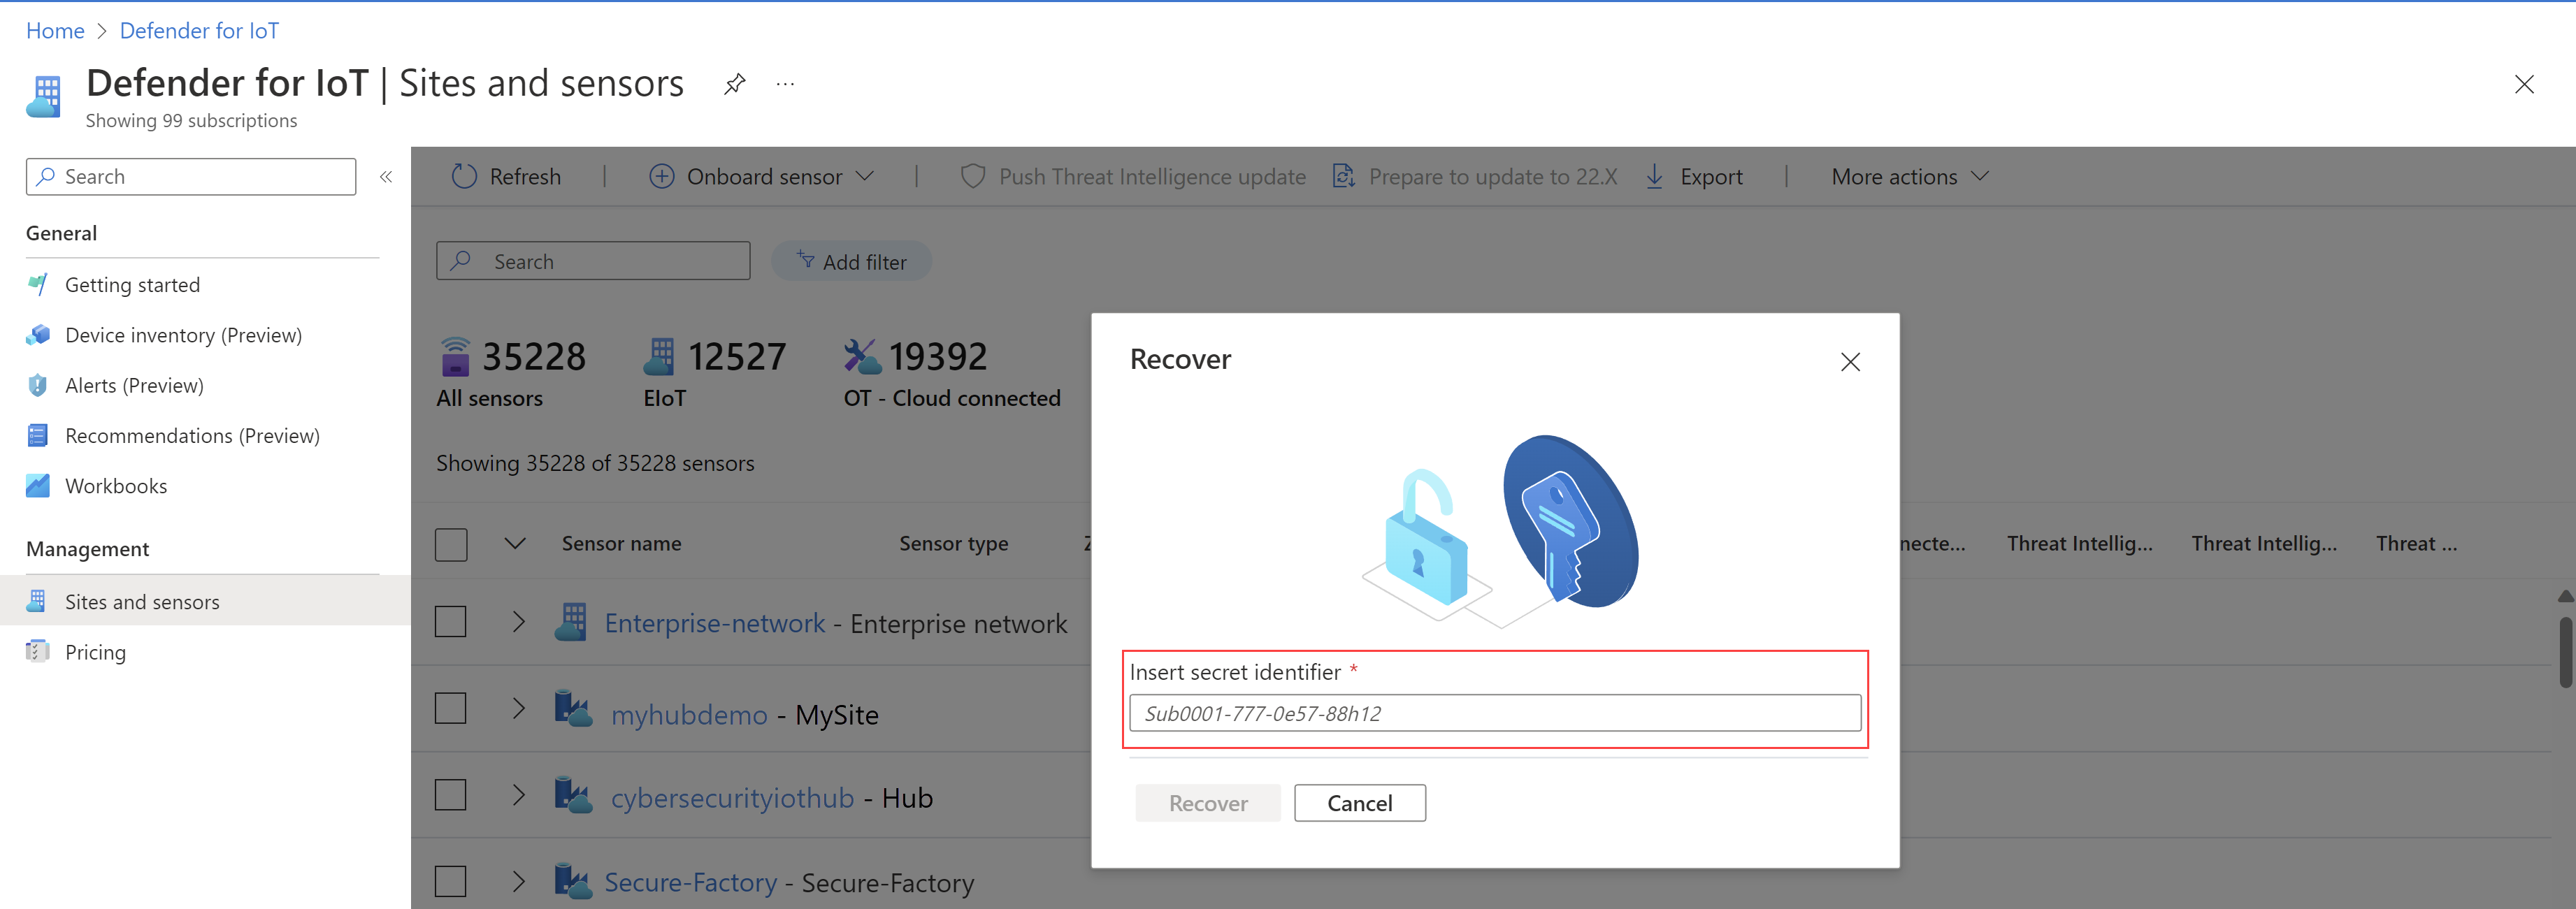 Home > Defender for IoT
Defender for IoT | Sites and sensors ...
Showing 99 subscriptions
Search «
General
Getting started
Device inventory (Preview)
Alerts (Preview)
Recommendations (Preview)
Workbooks
Management
Sites and sensors
Pricing
Refresh | Onboard sensor | Push Threat Intelligence update Prepare to update to 22.X Export | More actions
Search Add filter
35228 12527 19392
All sensors EIoT OT - Cloud connected
Showing 35228 of 35228 sensors
Sensor name Sensor type nnecte... Threat Intellig... Threat Intellig... Threat ...
Enterprise-network - Enterprise network
myhubdemo - MySite
cybersecurityiothub - Hub
Secure-Factory - Secure-Factory
Recover
Insert secret identifier *
Sub0001-777-0e57-88h12
Recover Cancel